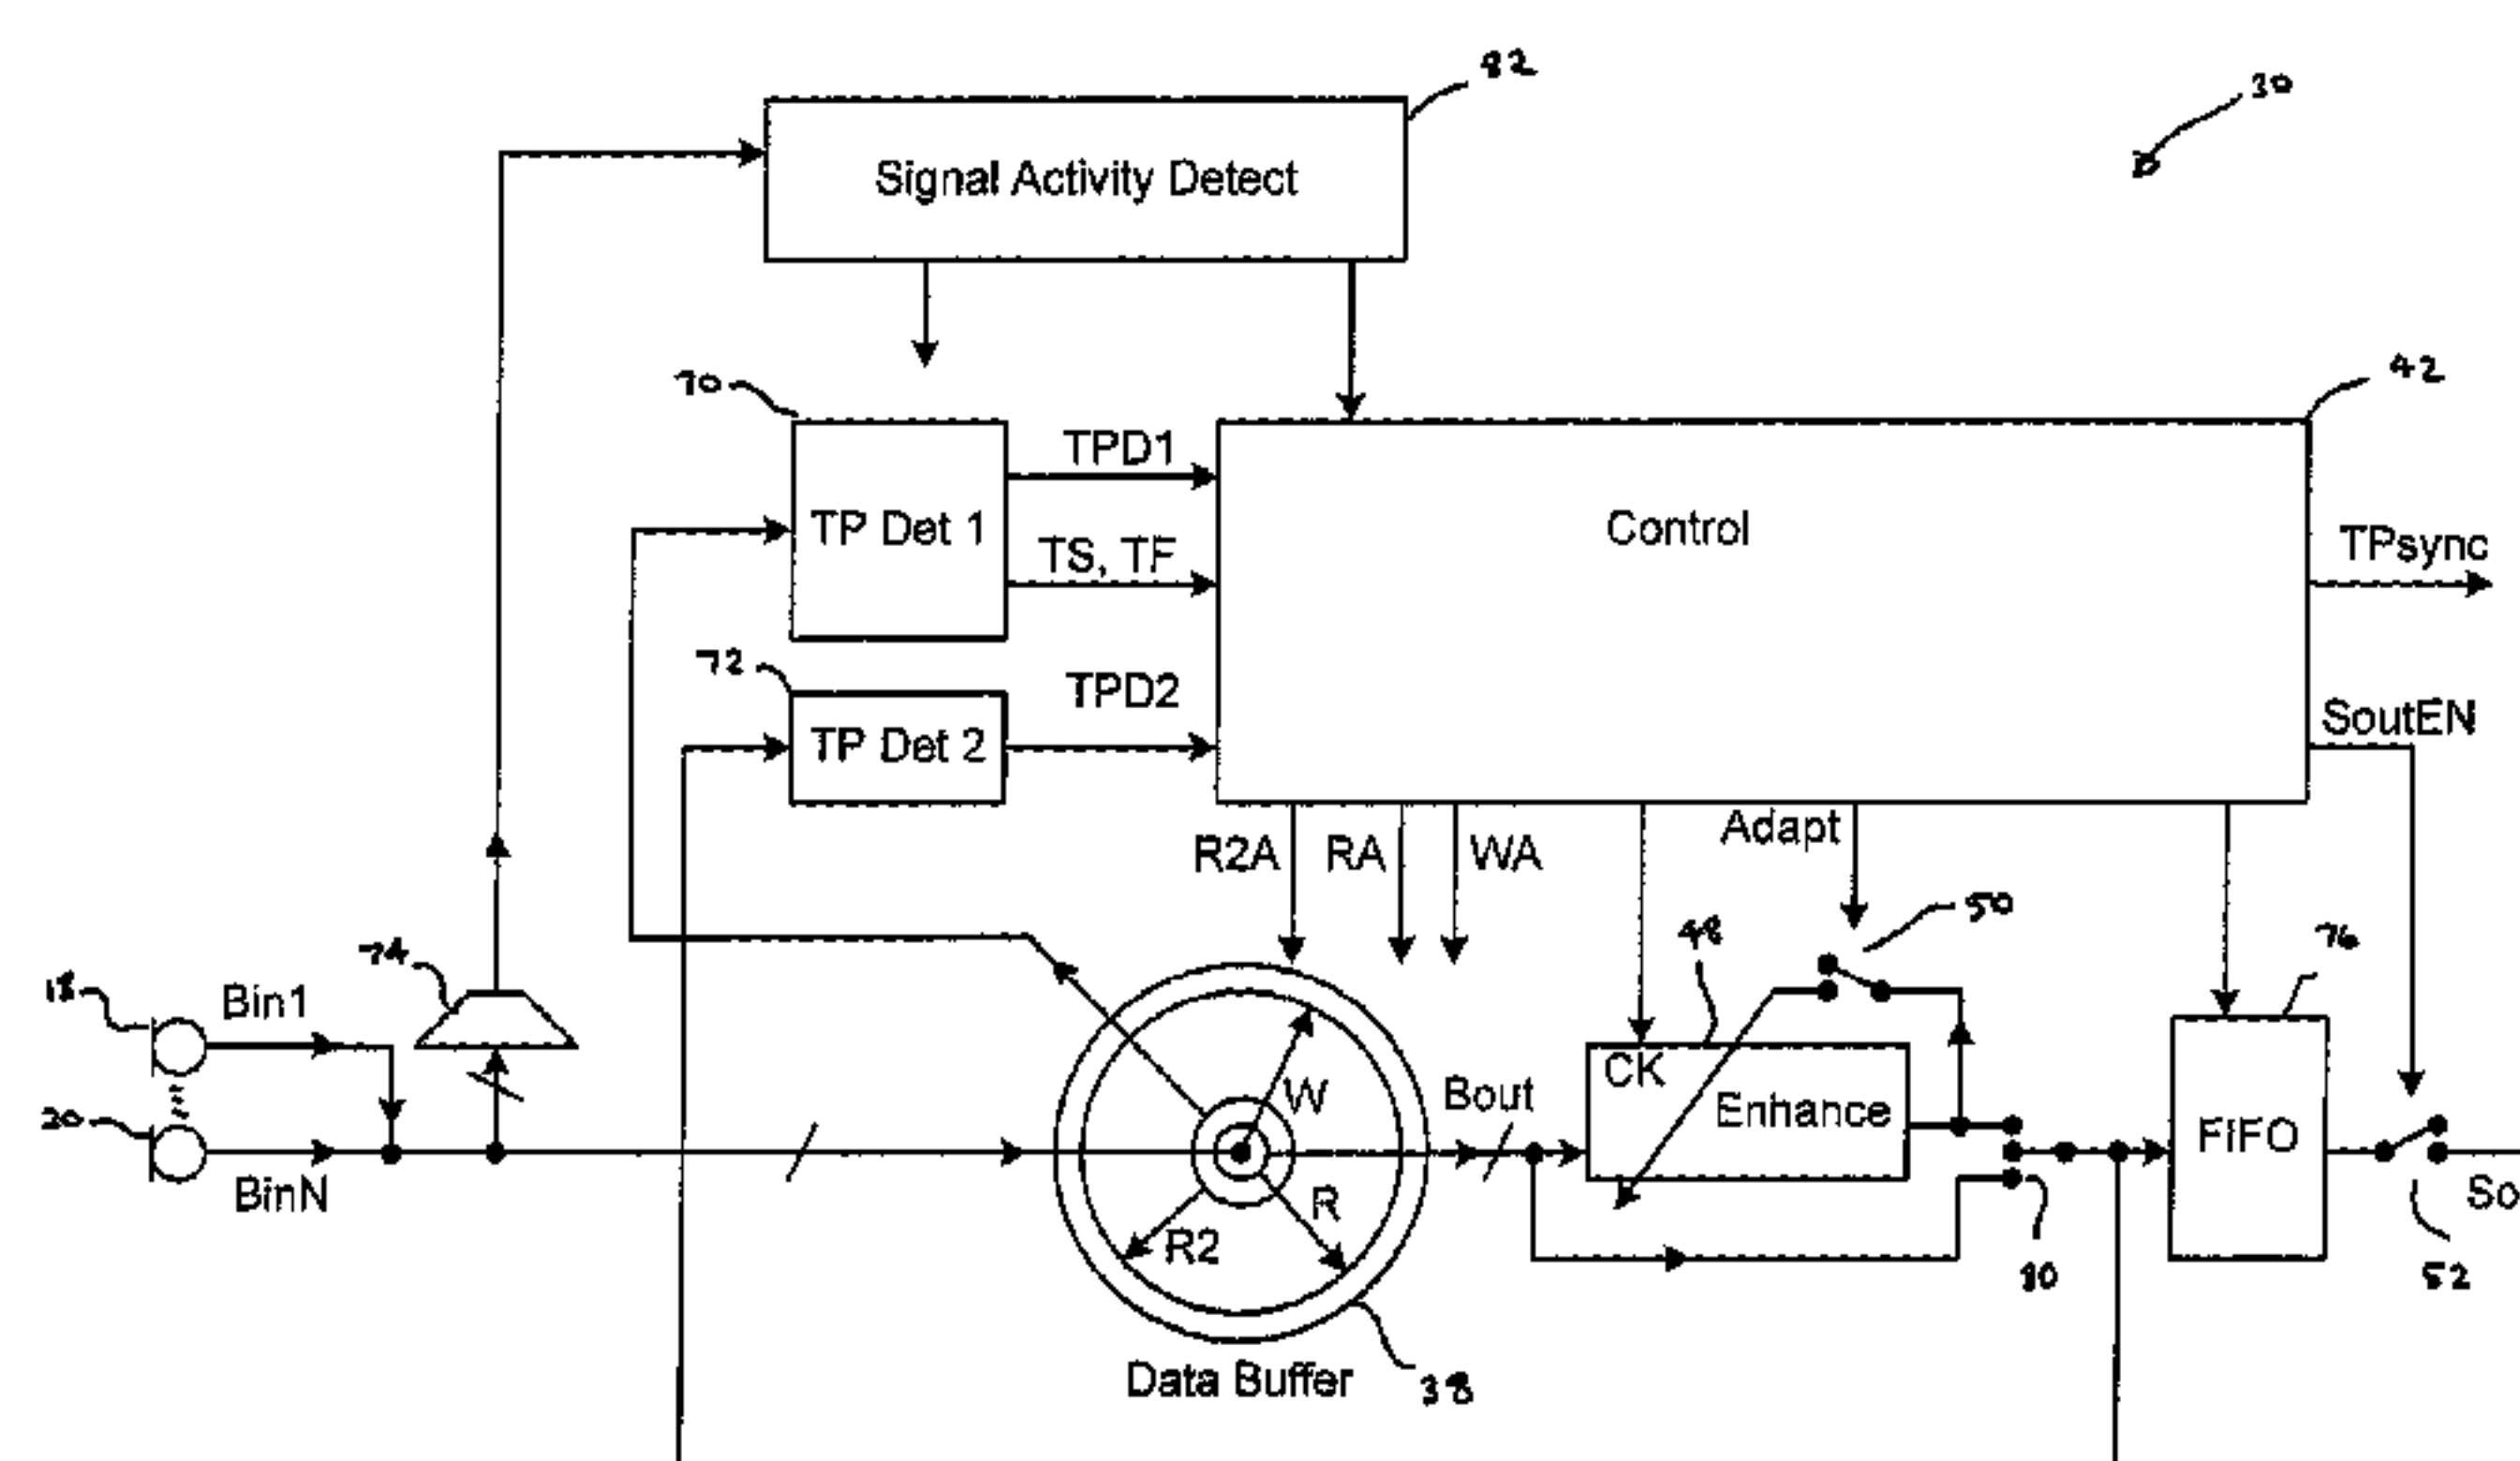 82
30
Signal Activity Detect
70
42
TPD1
TP Det 1
Control
TS, TF
TPsync
72
TPD2
TP Det 2
SoutEN
R2A
RA
WA
Adapt
50
48
74
76
18
Bin1
CK
W
Bout
Enhance
20
FIFO
BinN
R
So
R2
52
Data Buffer
38